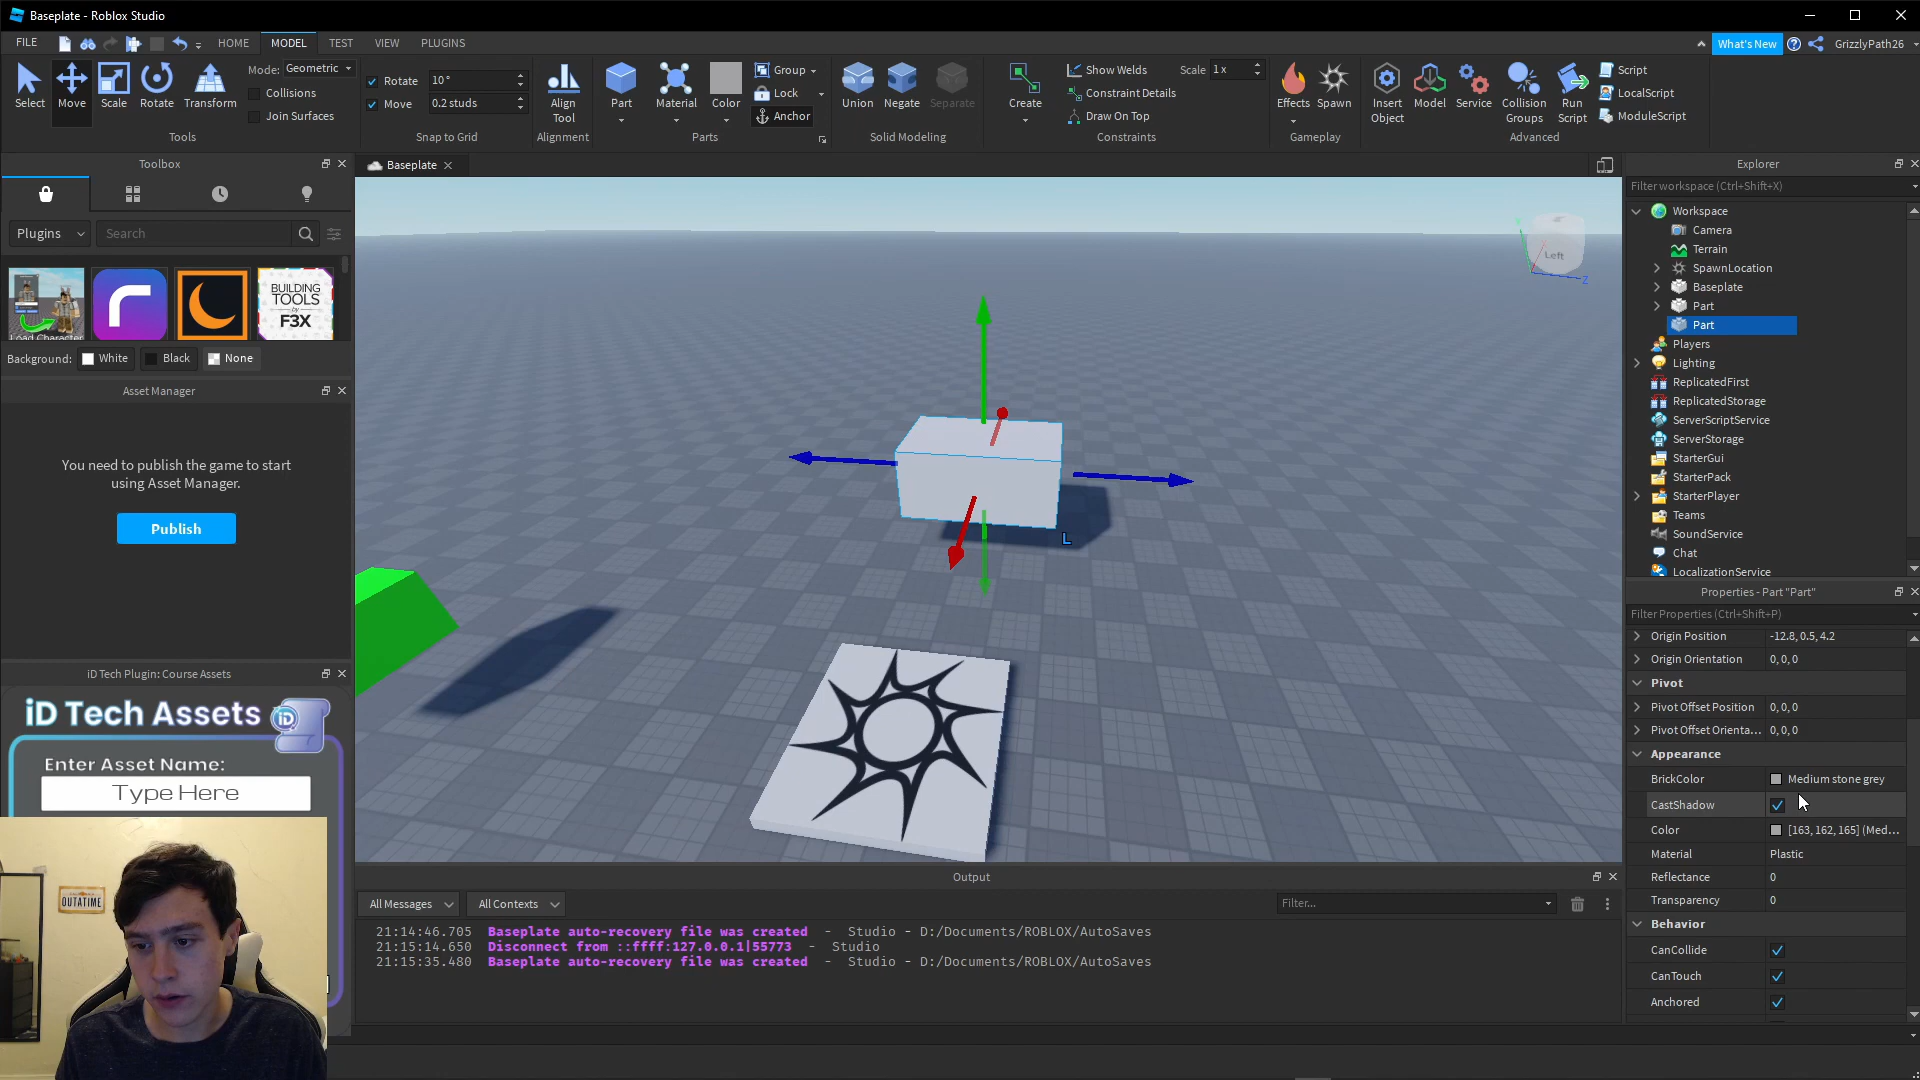 Baseplate - Roblox Studio
FILE HOME MODEL TEST VIEW PLUGINS What's New GrizzlyPath26
Select Move Scale Rotate Transform
Mode: Geometric
Collisions
Join Surfaces
Tools
Rotate 10°
Move 0.2 studs
Snap to Grid
Align Tool
Alignment
Part Material Color
Group
Lock
Anchor
Parts
Union Negate Separate
Solid Modeling
Create
Show Welds
Constraint Details
Draw On Top
Scale 1x
Constraints
Effects Spawn
Gameplay
Insert Object
Model
Service
Collision Groups
Run Script
Script
LocalScript
ModuleScript
Advanced
Toolbox
Plugins
Search
Load Character
BUILDING
TOOLS
by F3X
Background: White Black None
Asset Manager
You need to publish the game to start
using Asset Manager.
Publish
iD Tech Plugin: Course Assets
iD Tech Assets iD
Enter Asset Name:
Type Here
OUTATIME
Baseplate
Left
Y
Z
L
Output
All Messages All Contexts Filter...
21:14:46.705 Baseplate auto-recovery file was created - Studio - D:/Documents/ROBLOX/AutoSaves
21:15:14.650 Disconnect from ::ffff:127.0.0.1|55773 - Studio
21:15:35.480 Baseplate auto-recovery file was created - Studio - D:/Documents/ROBLOX/AutoSaves
Explorer
Filter workspace (Ctrl+Shift+X)
Workspace
Camera
Terrain
SpawnLocation
Baseplate
Part
Part
Players
Lighting
ReplicatedFirst
ReplicatedStorage
ServerScriptService
ServerStorage
StarterGui
StarterPack
StarterPlayer
Teams
SoundService
Chat
LocalizationService
Properties - Part "Part"
Filter Properties (Ctrl+Shift+P)
Origin Position -12.8, 0.5, 4.2
Origin Orientation 0, 0, 0
Pivot
Pivot Offset Position 0, 0, 0
Pivot Offset Orienta... 0, 0, 0
Appearance
BrickColor Medium stone grey
CastShadow
Color [163, 162, 165] (Med...
Material Plastic
Reflectance 0
Transparency 0
Behavior
CanCollide
CanTouch
Anchored